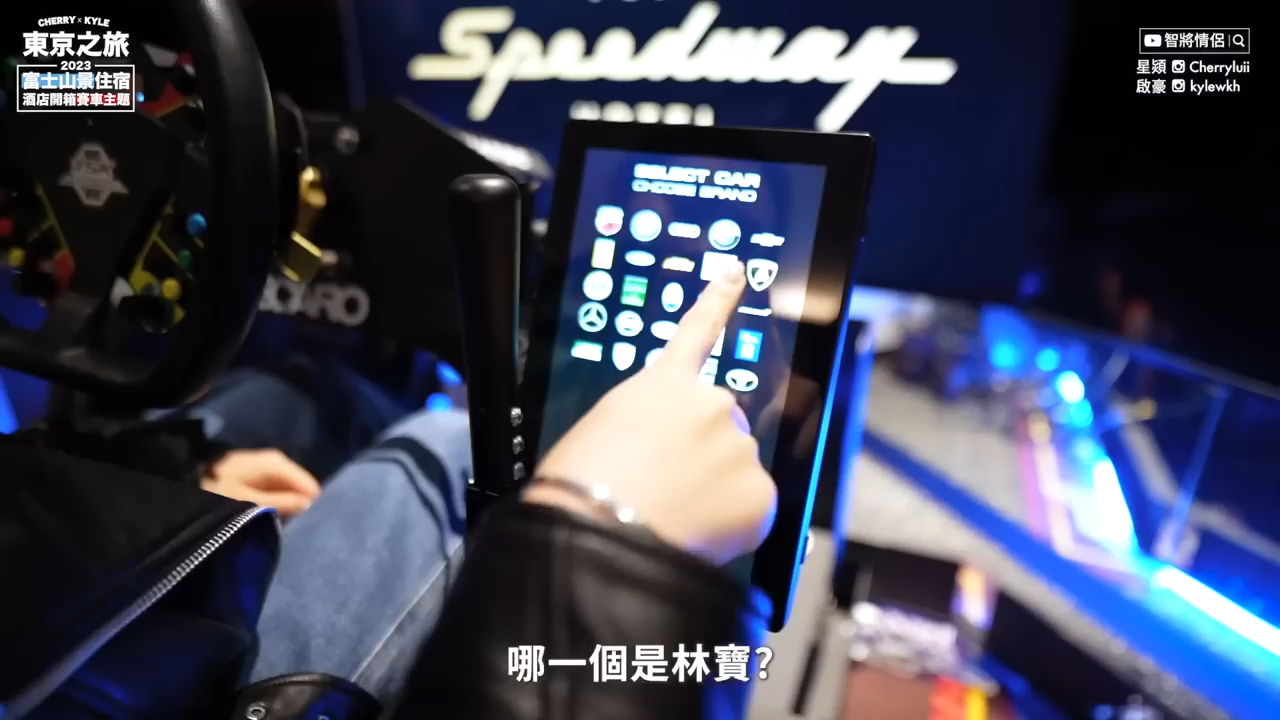 CHERRY x KYLE
東京之旅
2023
富士山景住宿
酒店開箱賽車主題
智將情侶
星熲 Cherryluii
啟豪 kylewkh
Speedway
HOTEL
SELECT CAR
CHOOSE BRAND
哪一個是林寶?